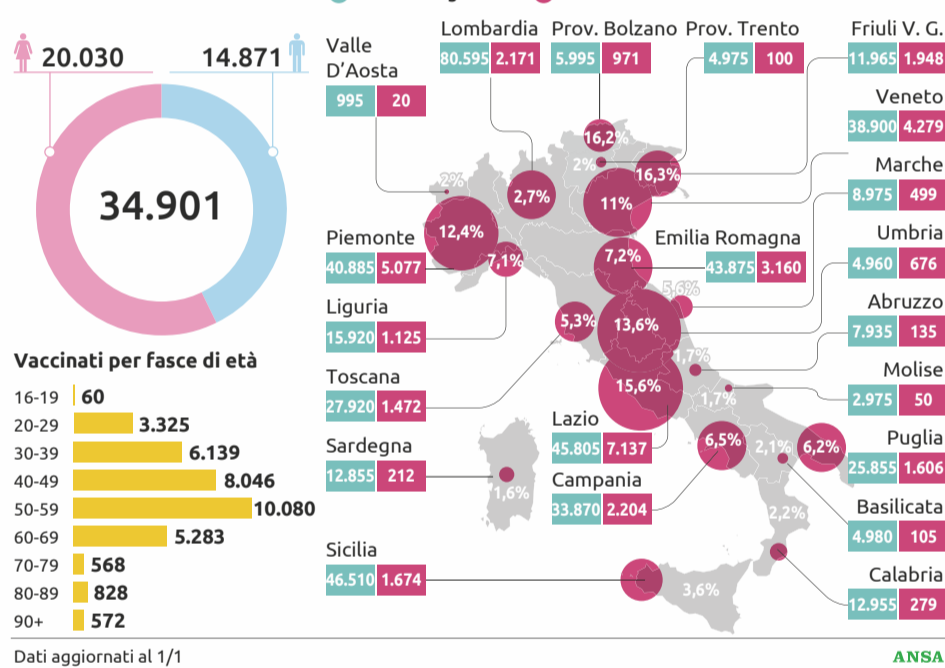 20.030
14.871
34.901
Vaccinati per fasce di età
16-19 60
20-29 3.325
30-39 6.139
40-49 8.046
50-59 10.080
60-69 5.283
70-79 568
80-89 828
90+ 572
Valle
D'Aosta
995 20
Lombardia
80.595 2.171
Prov. Bolzano
5.995 971
Prov. Trento
4.975 100
Friuli V. G.
11.965 1.948
Veneto
38.900 4.279
Marche
8.975 499
Umbria
4.960 676
Abruzzo
7.935 135
Molise
2.975 50
Puglia
25.855 1.606
Basilicata
4.980 105
Calabria
12.955 279
Piemonte
40.885 5.077
Liguria
15.920 1.125
Toscana
27.920 1.472
Sardegna
12.855 212
Sicilia
46.510 1.674
Emilia Romagna
43.875 3.160
Lazio
45.805 7.137
Campania
33.870 2.204
16,2%
2%
16,3%
2%
2,7%
11%
12,4%
7,1%
7,2%
5,6%
5,3%
13,6%
1,7%
15,6%
1,7%
6,5%
2,1%
6,2%
1,6%
2,2%
3,6%
Dati aggiornati al 1/1
ANSA